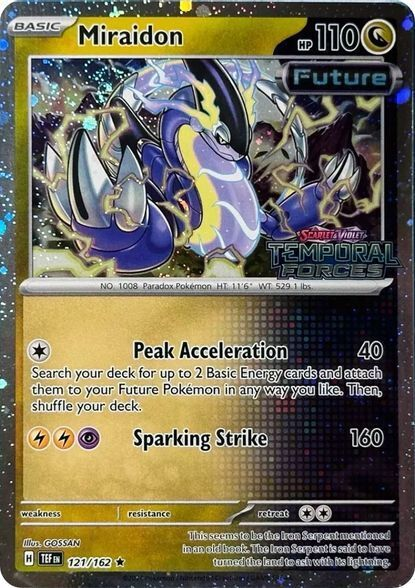 BASIC
Miraidon
HP 110
Future
SCARLET & VIOLET
TEMPORAL
FORCES
NO. 1008 Paradox Pokémon HT: 11'6" WT: 529.1 lbs.
Peak Acceleration 40
Search your deck for up to 2 Basic Energy cards and attach
them to your Future Pokémon in any way you like. Then,
shuffle your deck.
Sparking Strike 160
weakness resistance retreat
Illus. GOSSAN
H TEF EN 121/162
This seems to be the Iron Serpent mentioned
in an old book. The Iron Serpent is said to have
turned the land to ash with its lightning.